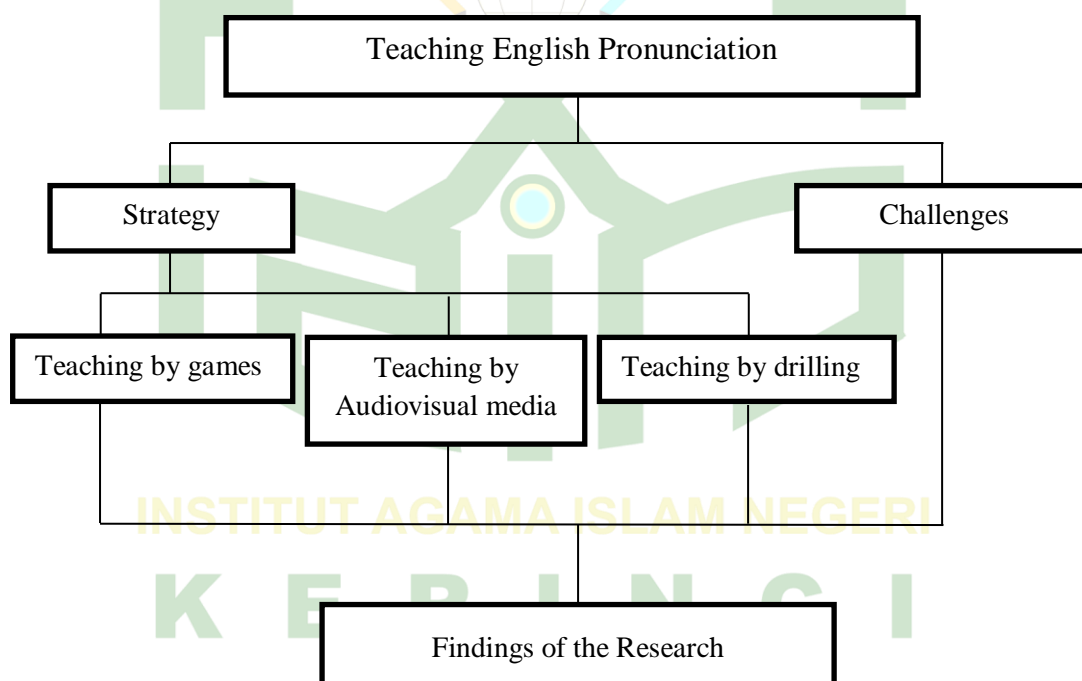 Teaching English Pronunciation
Strategy
Challenges
Teaching by games
Teaching by
Audiovisual media
Teaching by drilling
INSTITUT AGAMA ISLAM NEGERI
KERINCI
Findings of the Research